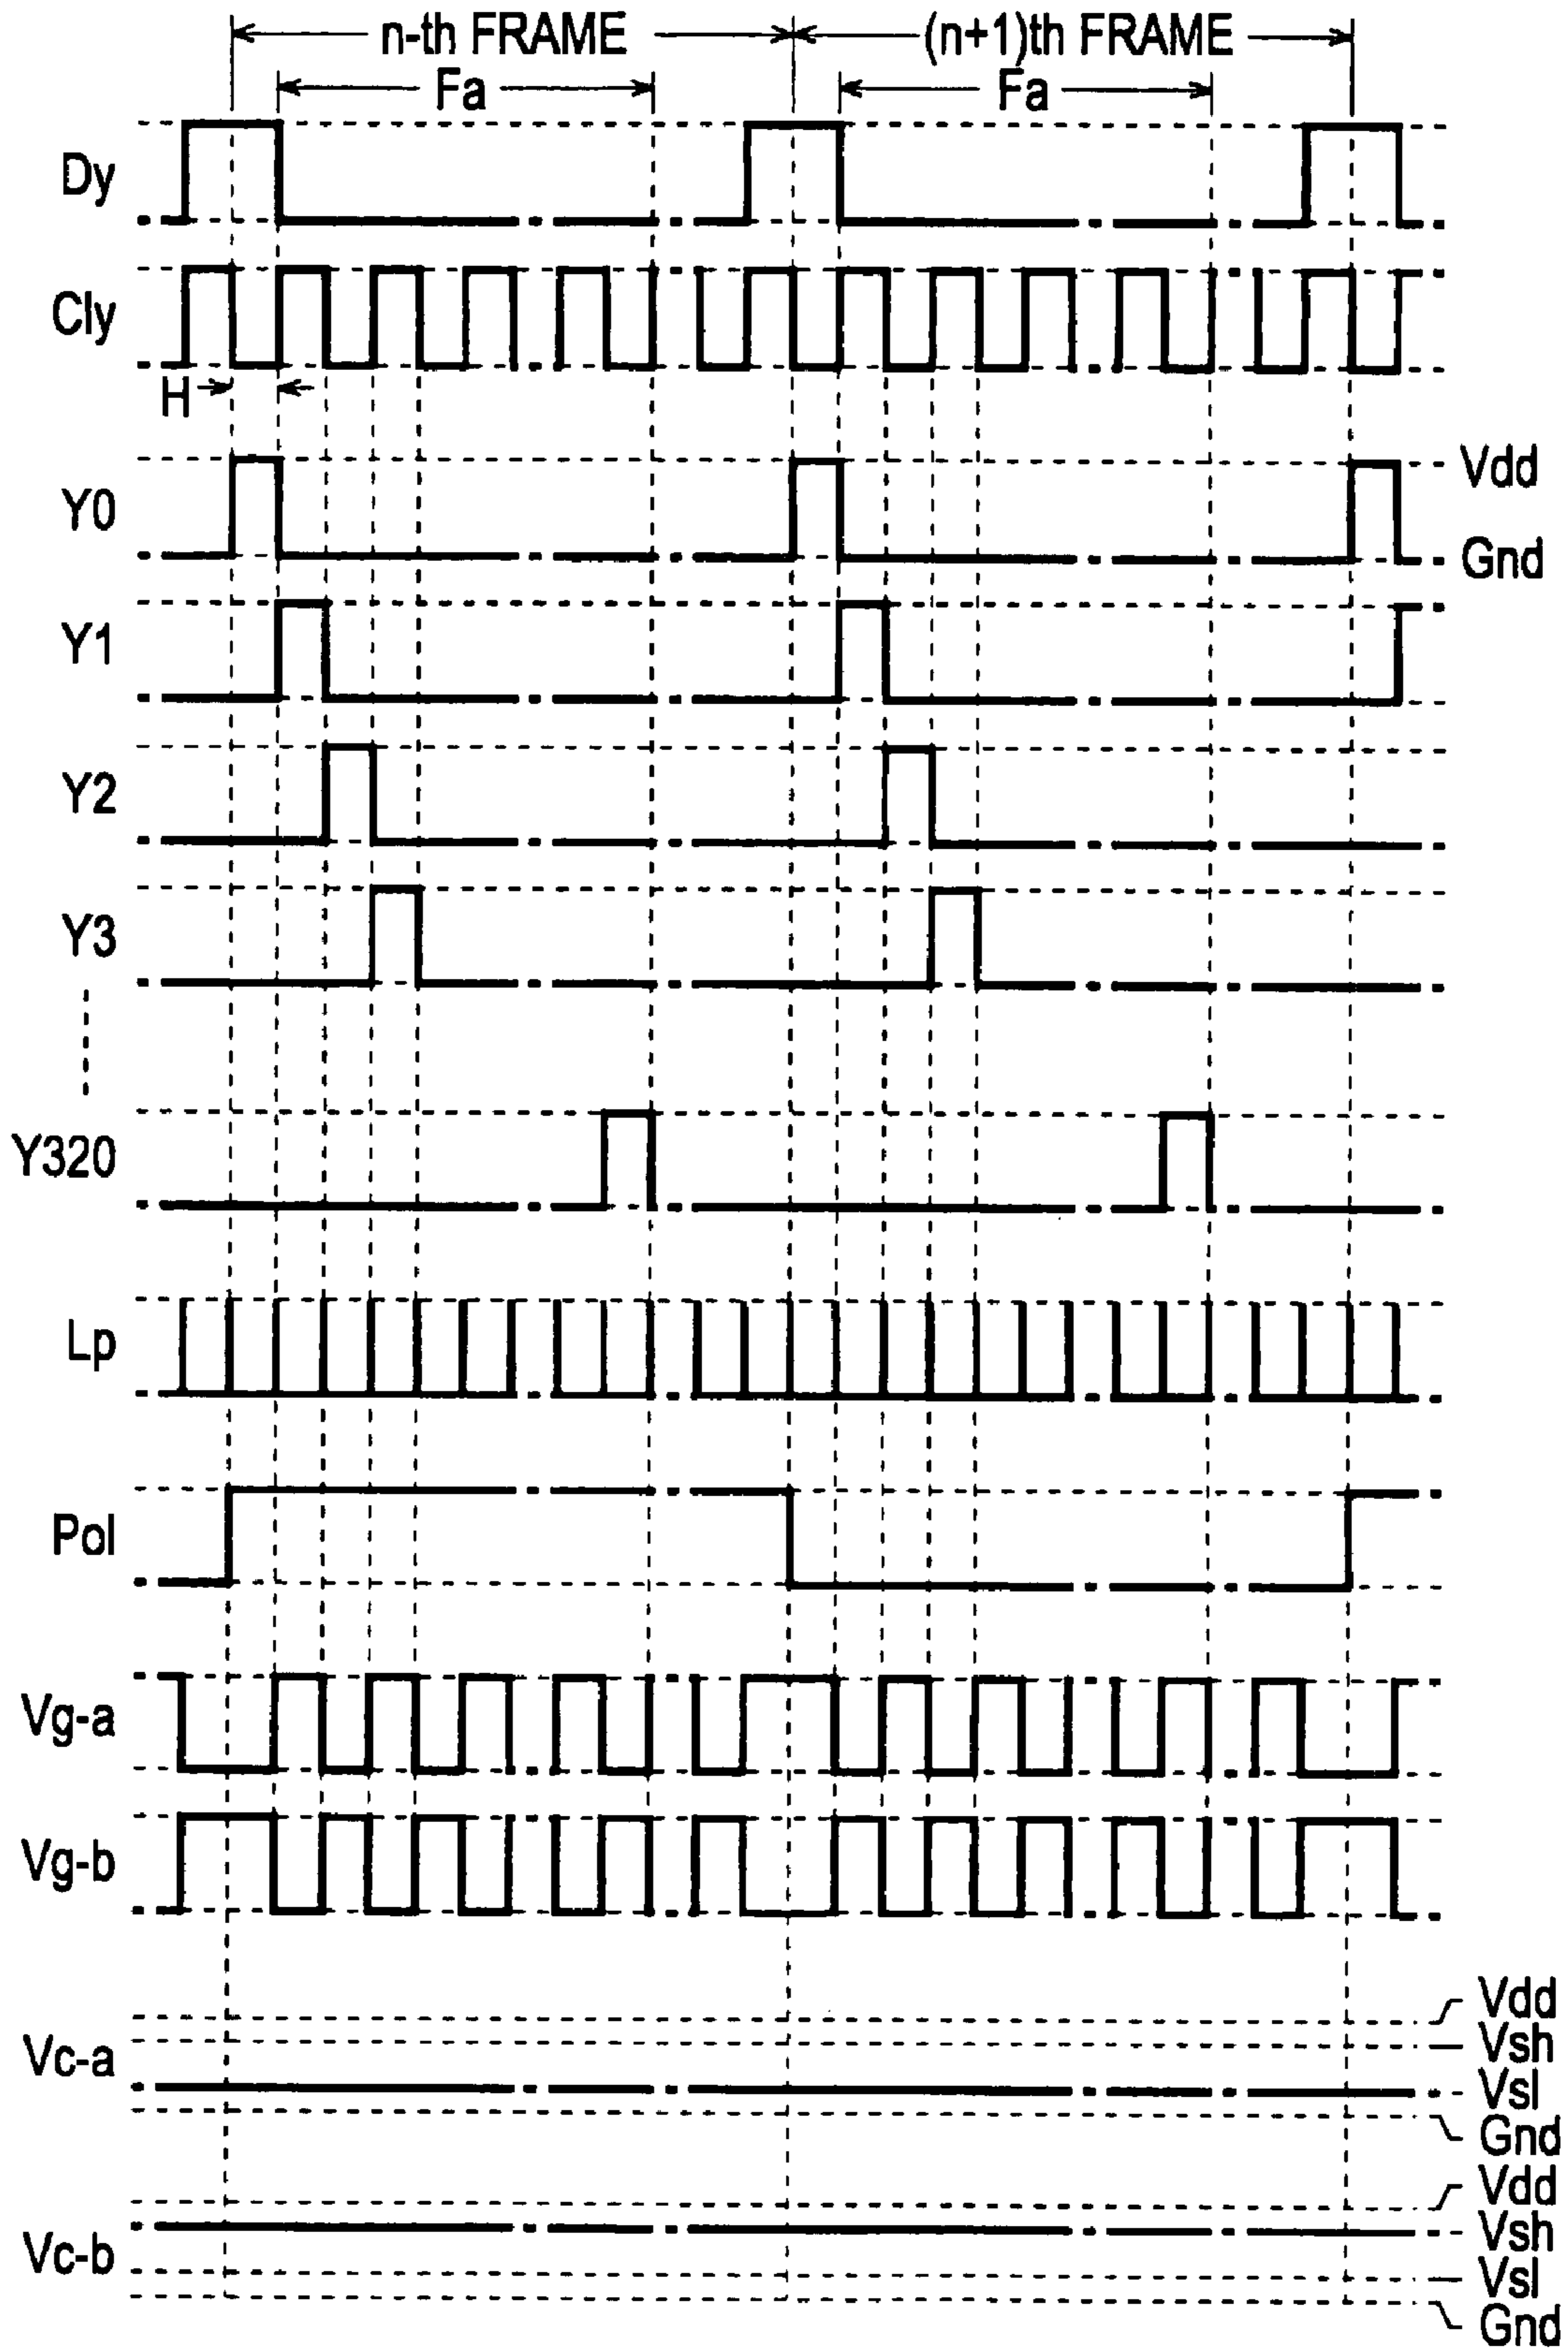 n-th FRAME
(n+1)th FRAME
Fa
Fa
Dy
Cly
H
Y0
Vdd
Gnd
Y1
Y2
Y3
Y320
Lp
Pol
Vg-a
Vg-b
Vc-a
Vdd
Vsh
Vsl
Gnd
Vc-b
Vdd
Vsh
Vsl
Gnd